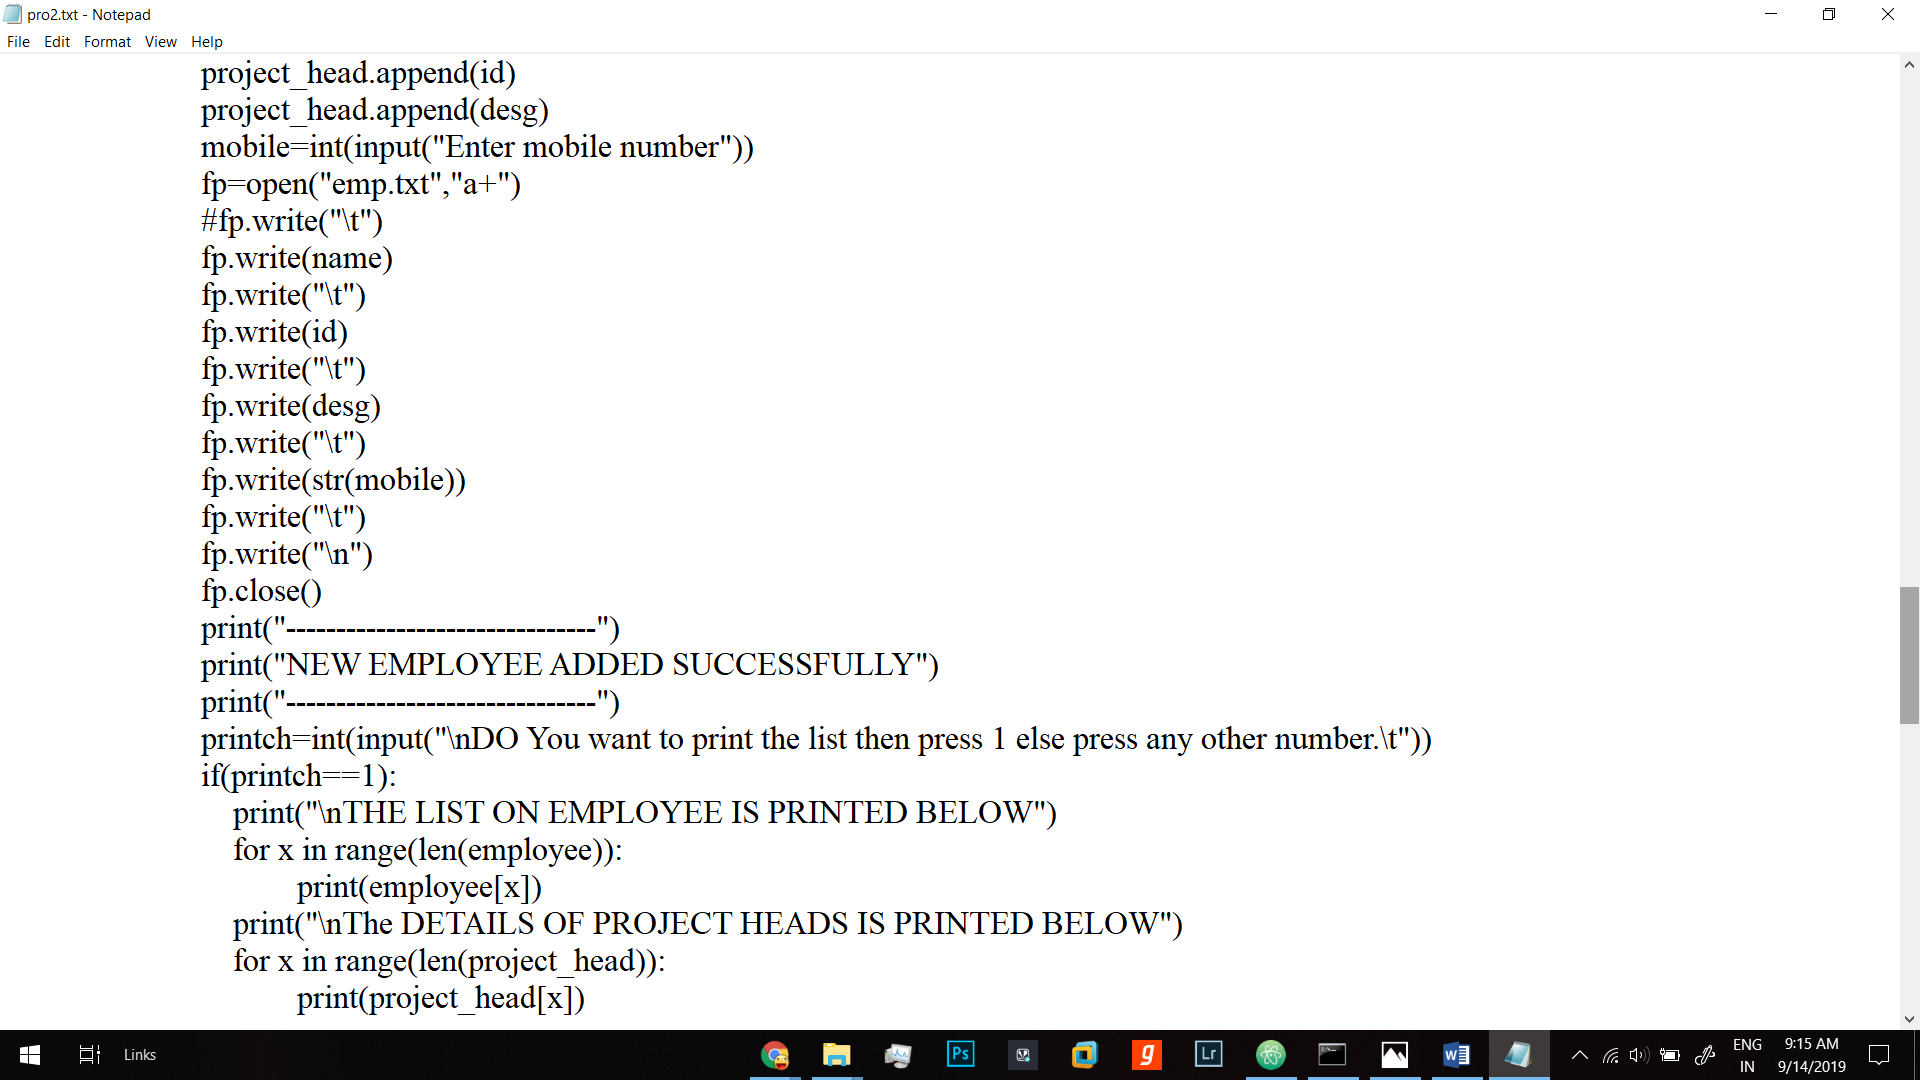 pro2.txt - Notepad
File Edit Format View Help
project_head.append(id)
project_head.append(desg)
mobile=int(input("Enter mobile number"))
fp=open("emp.txt","a+")
#fp.write("\t")
fp.write(name)
fp.write("\t")
fp.write(id)
fp.write("\t")
fp.write(desg)
fp.write("\t")
fp.write(str(mobile))
fp.write("\t")
fp.write("\n")
fp.close()
print("-------------------------------")
print("NEW EMPLOYEE ADDED SUCCESSFULLY")
print("-------------------------------")
printch=int(input("\nDO You want to print the list then press 1 else press any other number.\t"))
if(printch==1):
print("\nTHE LIST ON EMPLOYEE IS PRINTED BELOW")
for x in range(len(employee)):
print(employee[x])
print("\nThe DETAILS OF PROJECT HEADS IS PRINTED BELOW")
for x in range(len(project_head)):
print(project_head[x])
Links
Ps
g
Lr
W
ENG
IN
9:15 AM
9/14/2019